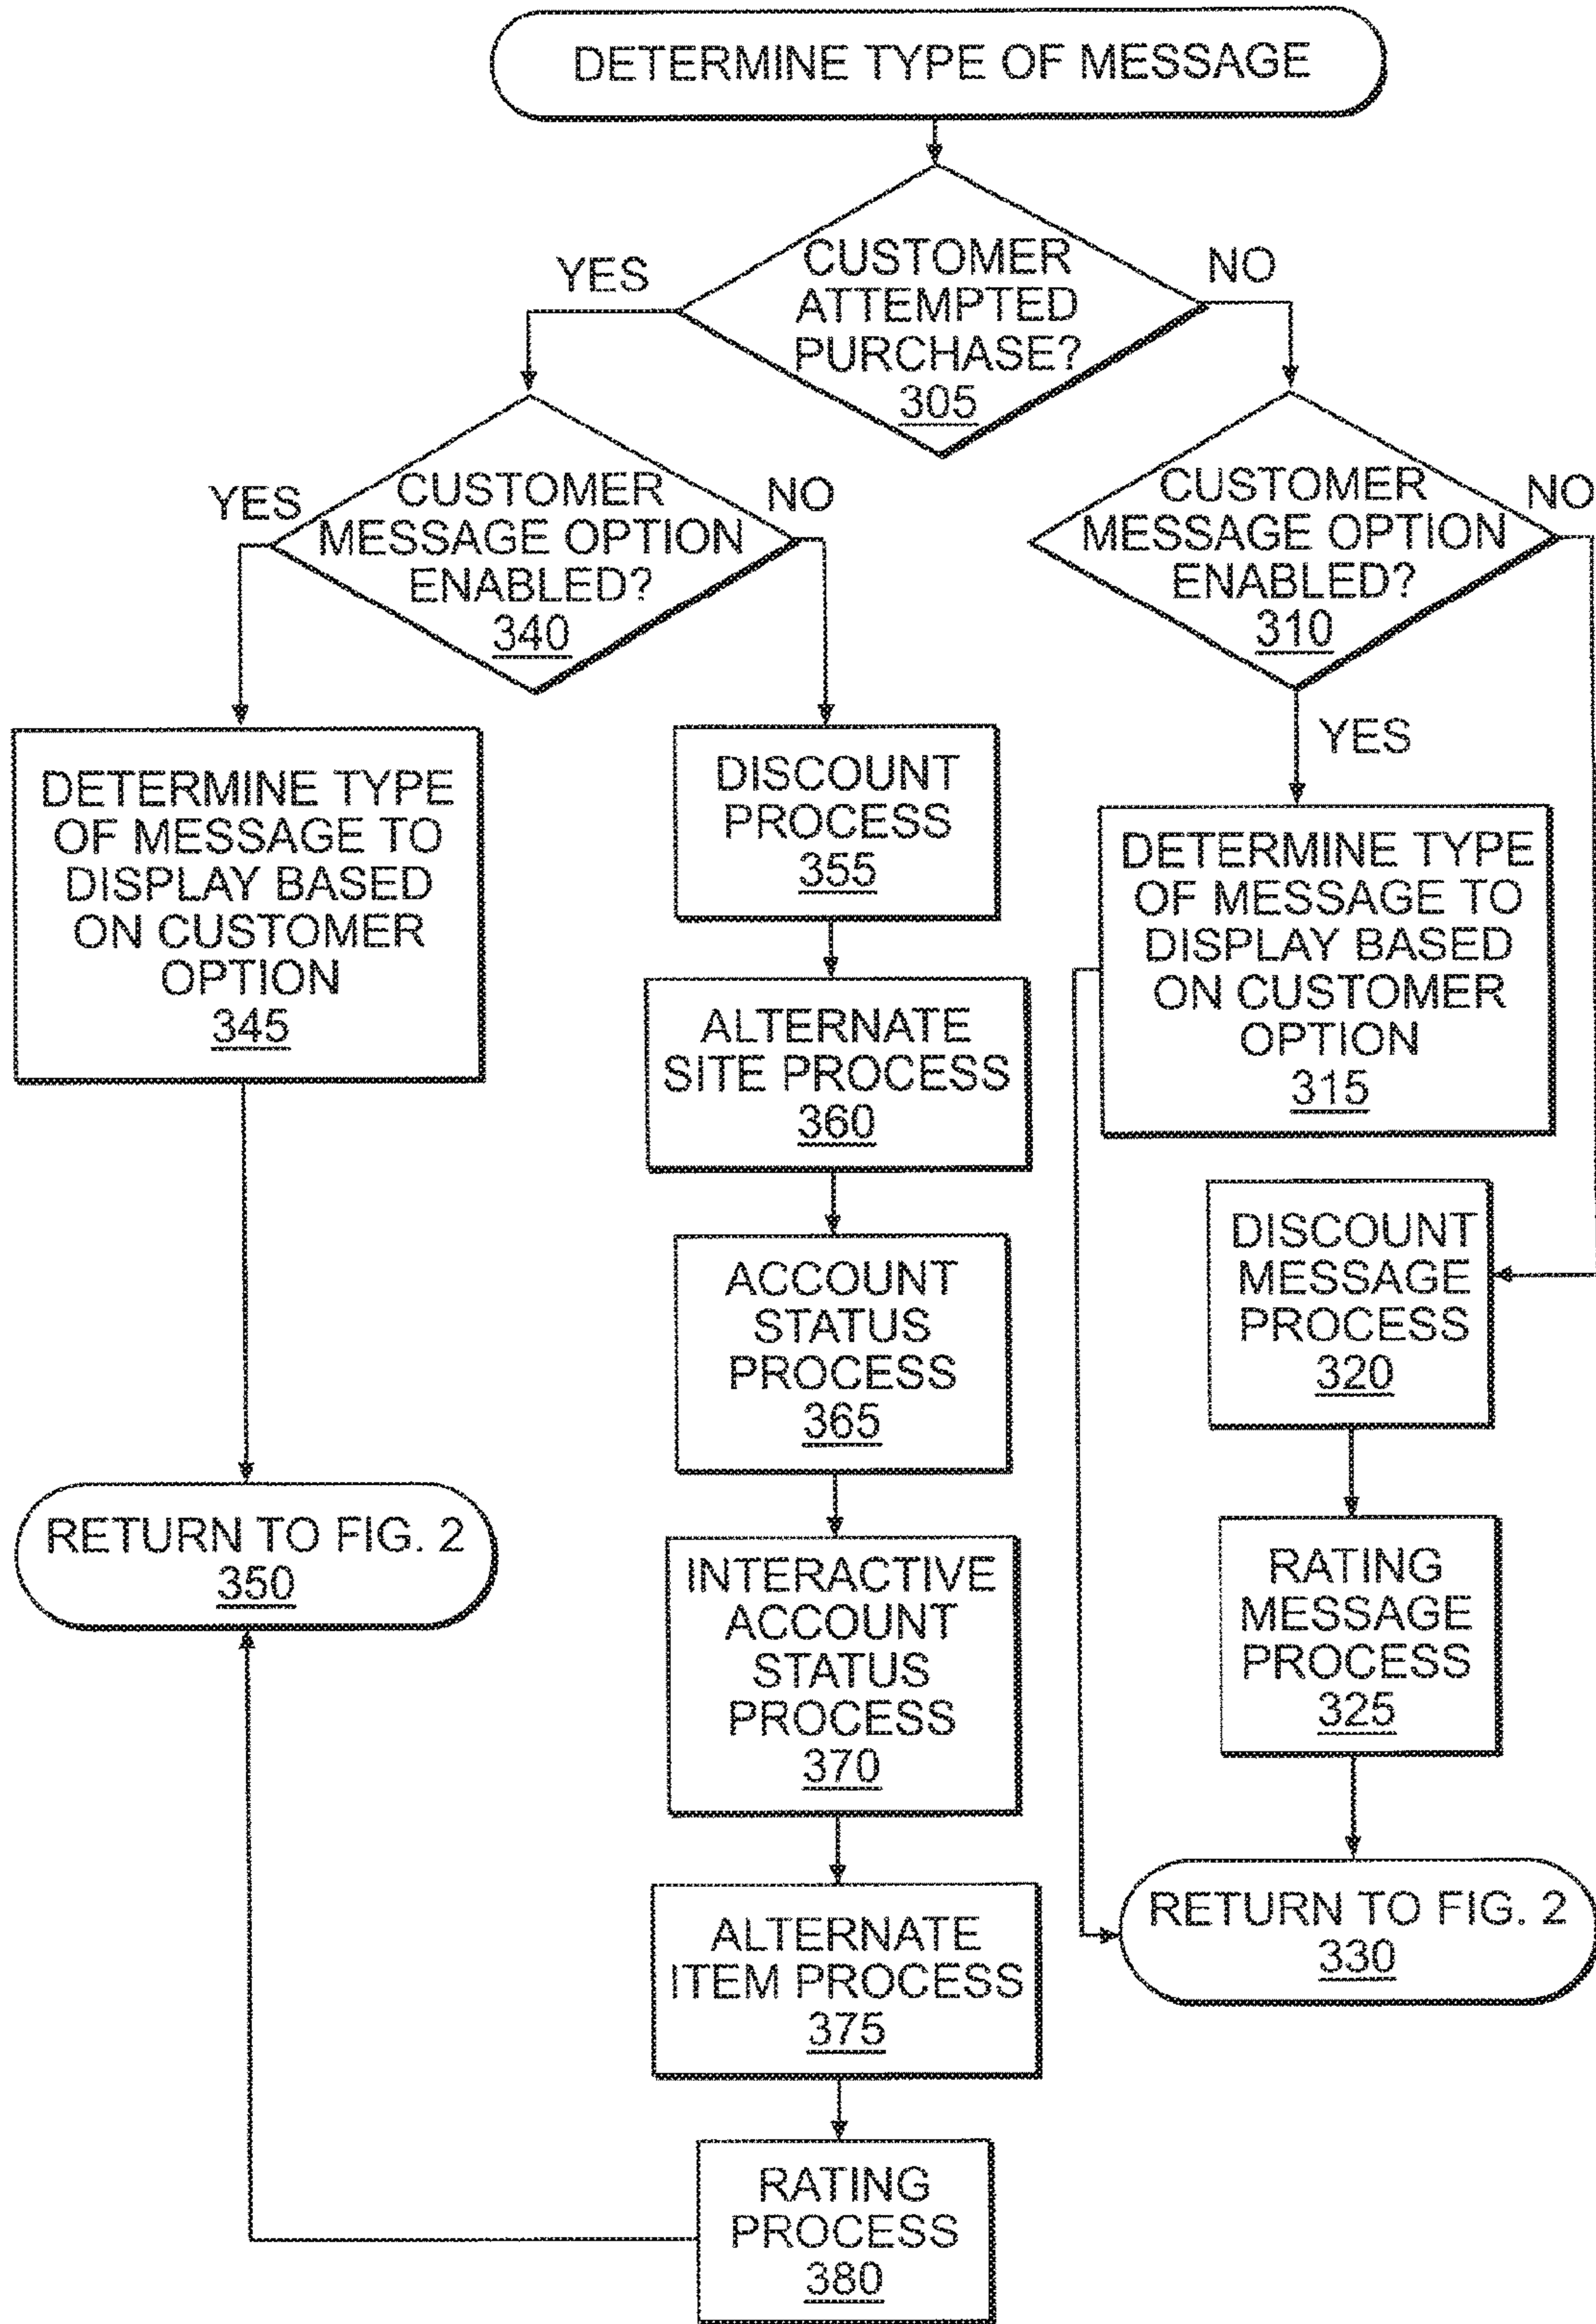 DETERMINE TYPE OF MESSAGE
CUSTOMER
ATTEMPTED
PURCHASE?
305
YES
NO
CUSTOMER
MESSAGE OPTION
ENABLED?
340
YES
NO
CUSTOMER
MESSAGE OPTION
ENABLED?
310
NO
YES
DETERMINE TYPE
OF MESSAGE TO
DISPLAY BASED
ON CUSTOMER
OPTION
345
DISCOUNT
PROCESS
355
DETERMINE TYPE
OF MESSAGE TO
DISPLAY BASED
ON CUSTOMER
OPTION
315
ALTERNATE
SITE PROCESS
360
DISCOUNT
MESSAGE
PROCESS
320
ACCOUNT
STATUS
PROCESS
365
RETURN TO FIG. 2
350
INTERACTIVE
ACCOUNT
STATUS
PROCESS
370
RATING
MESSAGE
PROCESS
325
ALTERNATE
ITEM PROCESS
375
RETURN TO FIG. 2
330
RATING
PROCESS
380